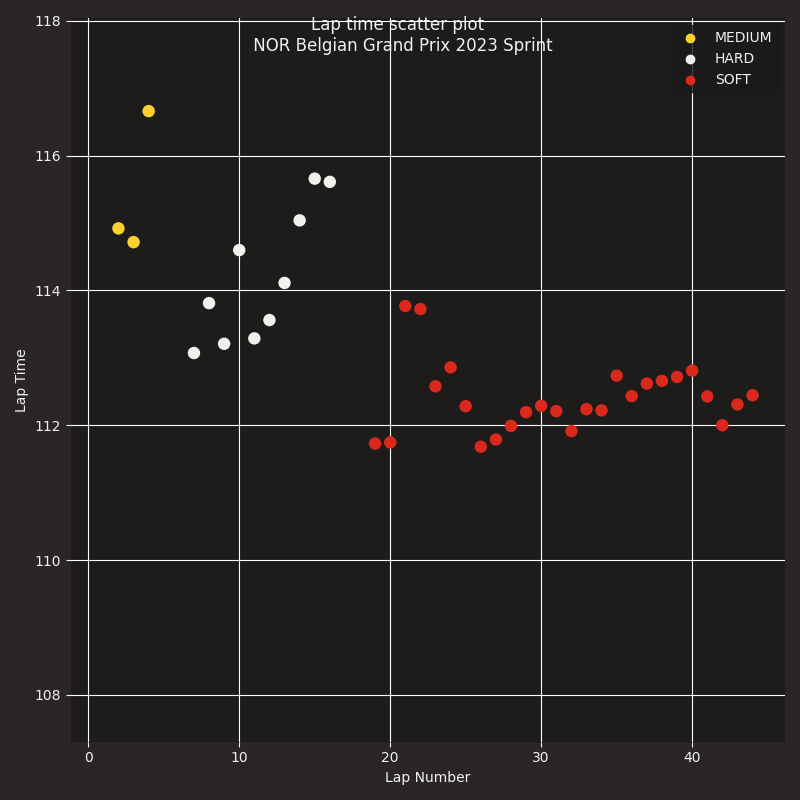 Lap time scatter plot
NOR Belgian Grand Prix 2023 Sprint
MEDIUM
HARD
SOFT
118
116
114
112
110
108
Lap Time
0
10
20
30
40
Lap Number